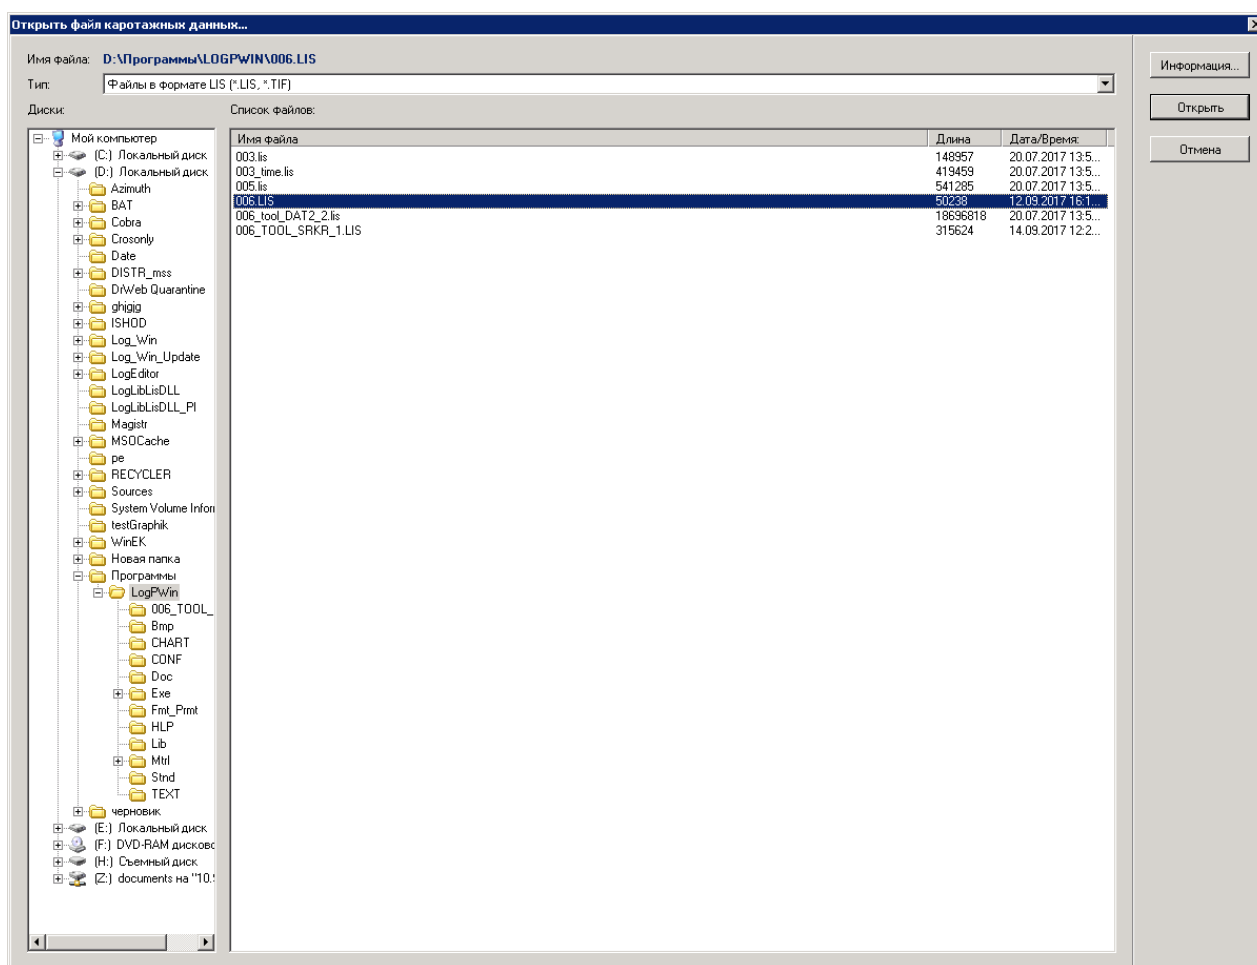 Открыть файл каротажных данных...
Имя файла: D:\Программы\LOGPWIN\006.LIS
Тип: Файлы в формате LIS (*.LIS, *.TIF)
Диски:
Список файлов:
Мой компьютер
(C:) Локальный диск
(D:) Локальный диск
Azimuth
BAT
Cobra
Crosonly
Date
DISTR_mss
DrWeb Quarantine
ghjgjg
ISHOD
Log_Win
Log_Win_Update
LogEditor
LogLibLisDLL
LogLibLisDLL_PI
Magistr
MSOCache
pe
RECYCLER
Sources
System Volume Infor
testGraphik
WinEK
Новая папка
Программы
LogPWin
006_TOOL_
Bmp
CHART
CONF
Doc
Exe
Fmt_Prmt
HLP
Lib
Mtrl
Stnd
TEXT
черновик
(E:) Локальный диск
(F:) DVD-RAM дисково
(H:) Съемный диск
(Z:) documents на "10.
Имя файла Длина Дата/Время:
003.lis 148957 20.07.2017 13:5...
003_time.lis 419459 20.07.2017 13:5...
005.lis 541285 20.07.2017 13:5...
006.LIS 50238 12.09.2017 16:1...
006_tool_DAT2_2.lis 18696818 20.07.2017 13:5...
006_TOOL_SRKR_1.LIS 315624 14.09.2017 12:2...
Информация...
Открыть
Отмена